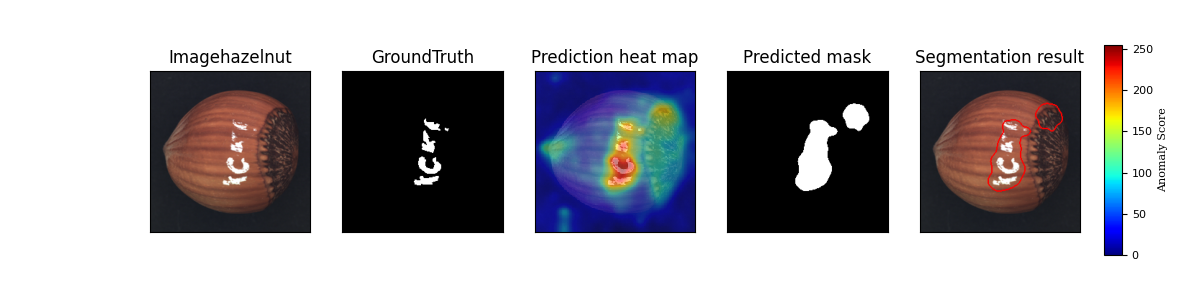 Imagehazelnut
GroundTruth
Prediction heat map
Predicted mask
Segmentation result
250
200
150
100
50
0
Anomaly Score